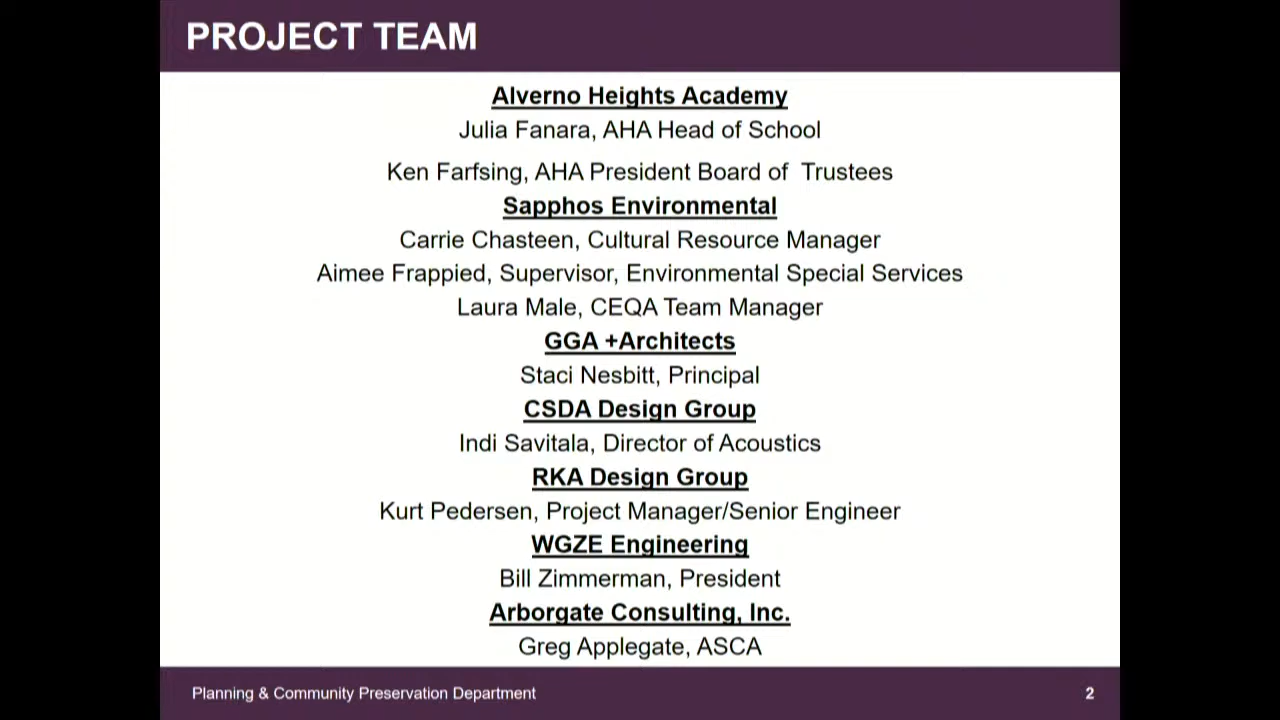 PROJECT TEAM
Alverno Heights Academy
Julia Fanara, AHA Head of School
Ken Farfsing, AHA President Board of  Trustees
Sapphos Environmental
Carrie Chasteen, Cultural Resource Manager
Aimee Frappied, Supervisor, Environmental Special Services
Laura Male, CEQA Team Manager
GGA +Architects
Staci Nesbitt, Principal
CSDA Design Group
Indi Savitala, Director of Acoustics
RKA Design Group
Kurt Pedersen, Project Manager/Senior Engineer
WGZE Engineering
Bill Zimmerman, President
Arborgate Consulting, Inc.
Greg Applegate, ASCA
Planning & Community Preservation Department
2